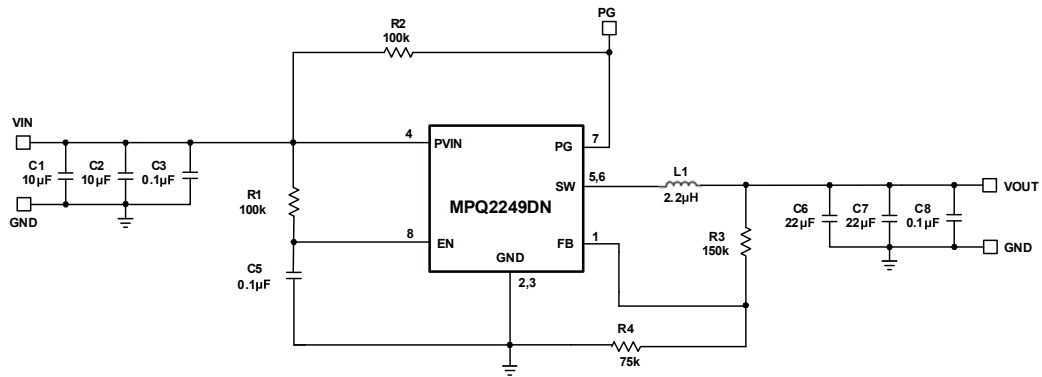 R2
100k
PG
VIN
4
PVIN
PG
7
C1
10µF
C2
10µF
C3
0.1µF
GND
R1
100k
5,6
SW
L1
2.2µH
VOUT
MPQ2249DN
C6
22µF
C7
22µF
C8
0.1µF
8
EN
FB
1
R3
150k
GND
GND
2,3
C5
0.1µF
R4
75k